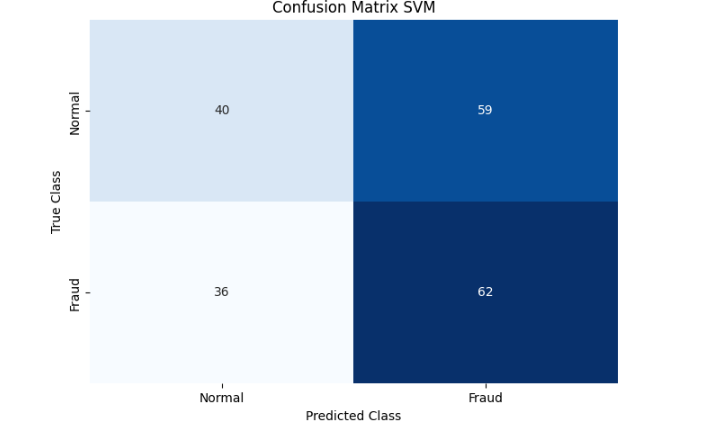 Confusion Matrix SVM
Normal
40
59
True Class
Fraud
36
62
Normal
Fraud
Predicted Class